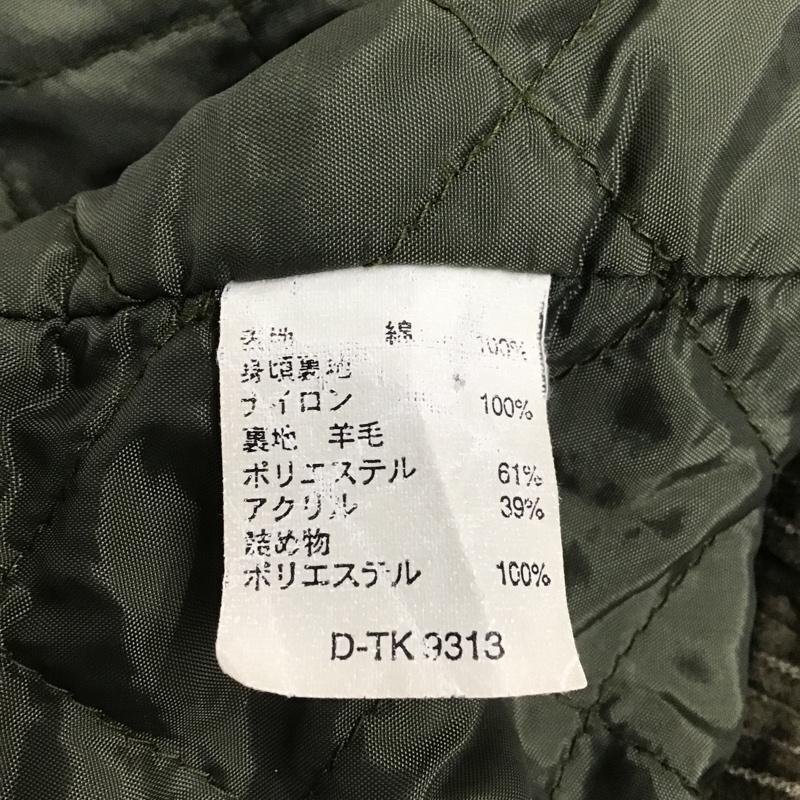 表地 綿 100%
身頃裏地
ナイロン 100%
裏地 羊毛
ポリエステル 61%
アクリル 39%
詰め物
ポリエステル 100%
D-TK 9313